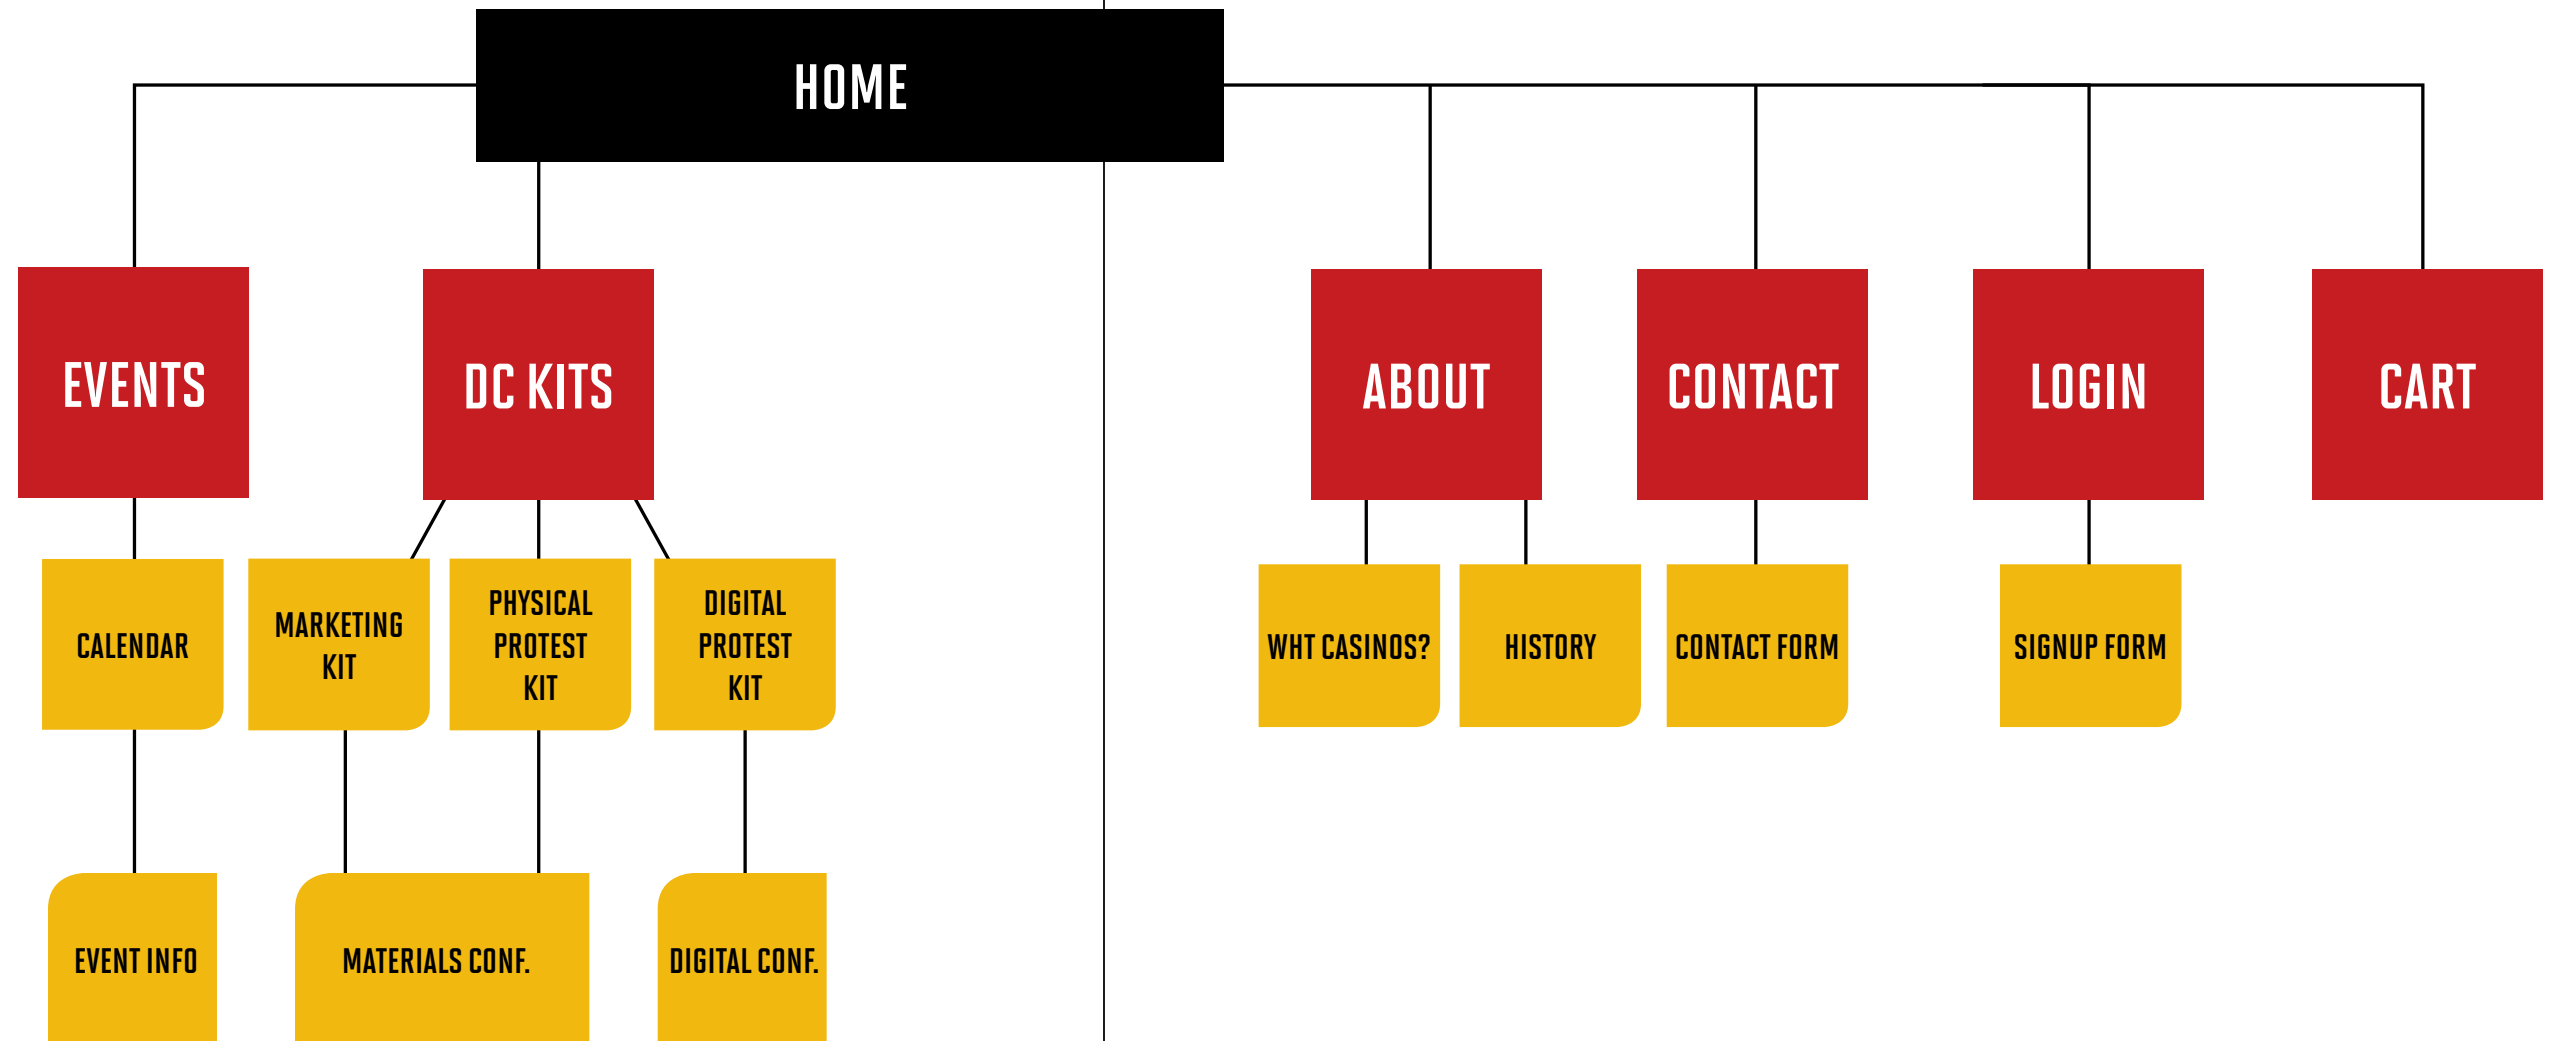 HOME
EVENTS
DC KITS
ABOUT
CONTACT
LOGIN
CART
CALENDAR
MARKETING
KIT
PHYSICAL
PROTEST
KIT
DIGITAL
PROTEST
KIT
WHT CASINOS?
HISTORY
CONTACT FORM
SIGNUP FORM
EVENT INFO
MATERIALS CONF.
DIGITAL CONF.